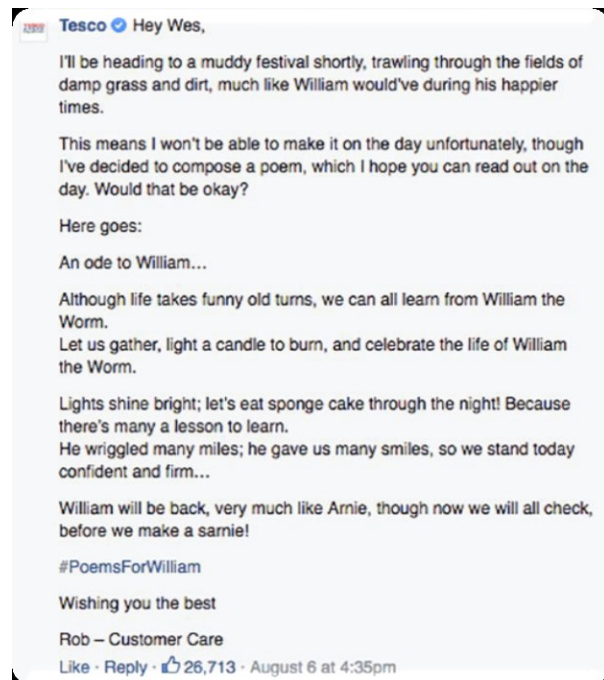 Tesco Hey Wes,
I'll be heading to a muddy festival shortly, trawling through the fields of
damp grass and dirt, much like William would've during his happier
times.
This means I won't be able to make it on the day unfortunately, though
I've decided to compose a poem, which I hope you can read out on the
day. Would that be okay?
Here goes:
An ode to William...
Although life takes funny old turns, we can all learn from William the
Worm.
Let us gather, light a candle to burn, and celebrate the life of William
the Worm.
Lights shine bright; let's eat sponge cake through the night! Because
there's many a lesson to learn.
He wriggled many miles; he gave us many smiles, so we stand today
confident and firm...
William will be back, very much like Arnie, though now we will all check,
before we make a sarnie!
#PoemsForWilliam
Wishing you the best
Rob – Customer Care
Like · Reply · 26,713 · August 6 at 4:35pm